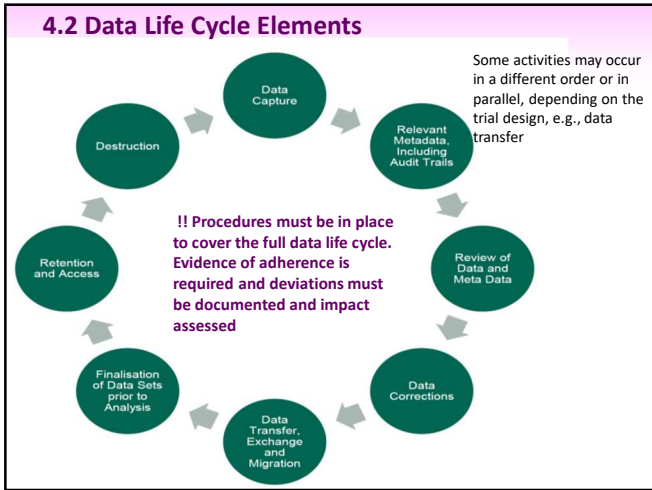 4.2 Data Life Cycle Elements
Some activities may occur
in a different order or in
parallel, depending on the
trial design, e.g., data
transfer
Data
Capture
Relevant
Metadata,
Including
Audit Trails
Review of
Data and
Meta Data
Data
Corrections
Data
Transfer,
Exchange
and
Migration
Finalisation
of Data Sets
prior to
Analysis
Retention
and Access
Destruction
!! Procedures must be in place
to cover the full data life cycle.
Evidence of adherence is
required and deviations must
be documented and impact
assessed